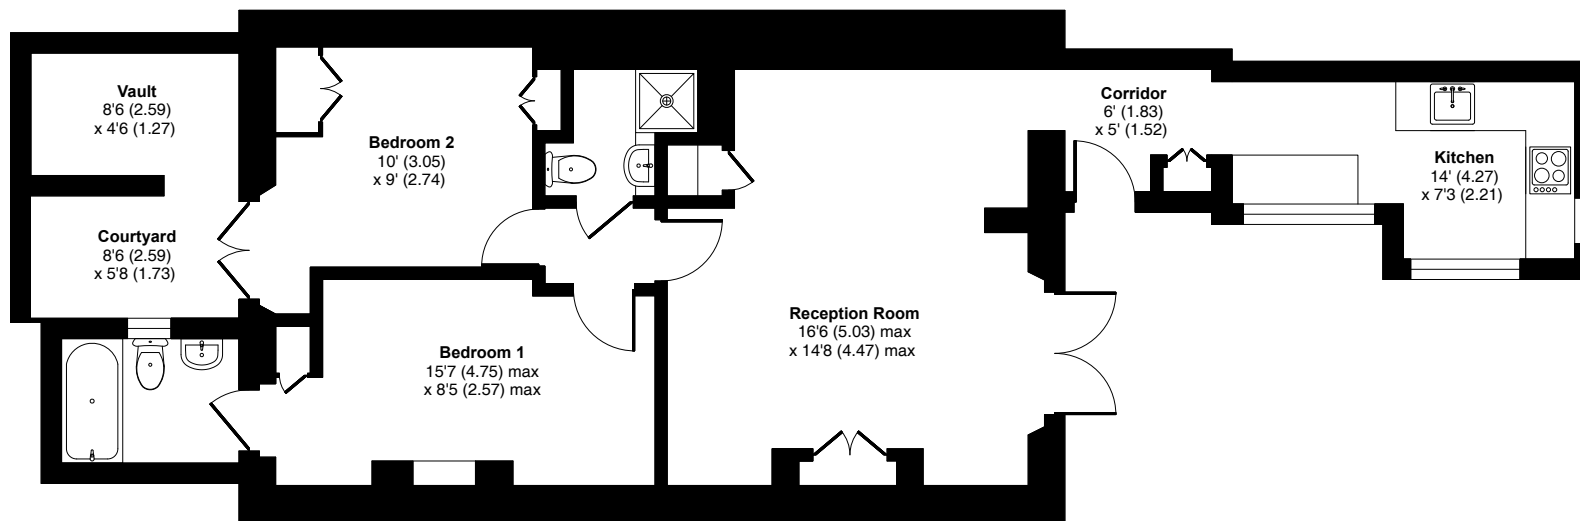 Vault
8'6 (2.59)
x 4'6 (1.27)
Bedroom 2
10' (3.05)
x 9' (2.74)
Corridor
6' (1.83)
x 5' (1.52)
Kitchen
14' (4.27)
x 7'3 (2.21)
Courtyard
8'6 (2.59)
x 5'8 (1.73)
Reception Room
16'6 (5.03) max
x 14'8 (4.47) max
Bedroom 1
15'7 (4.75) max
x 8'5 (2.57) max